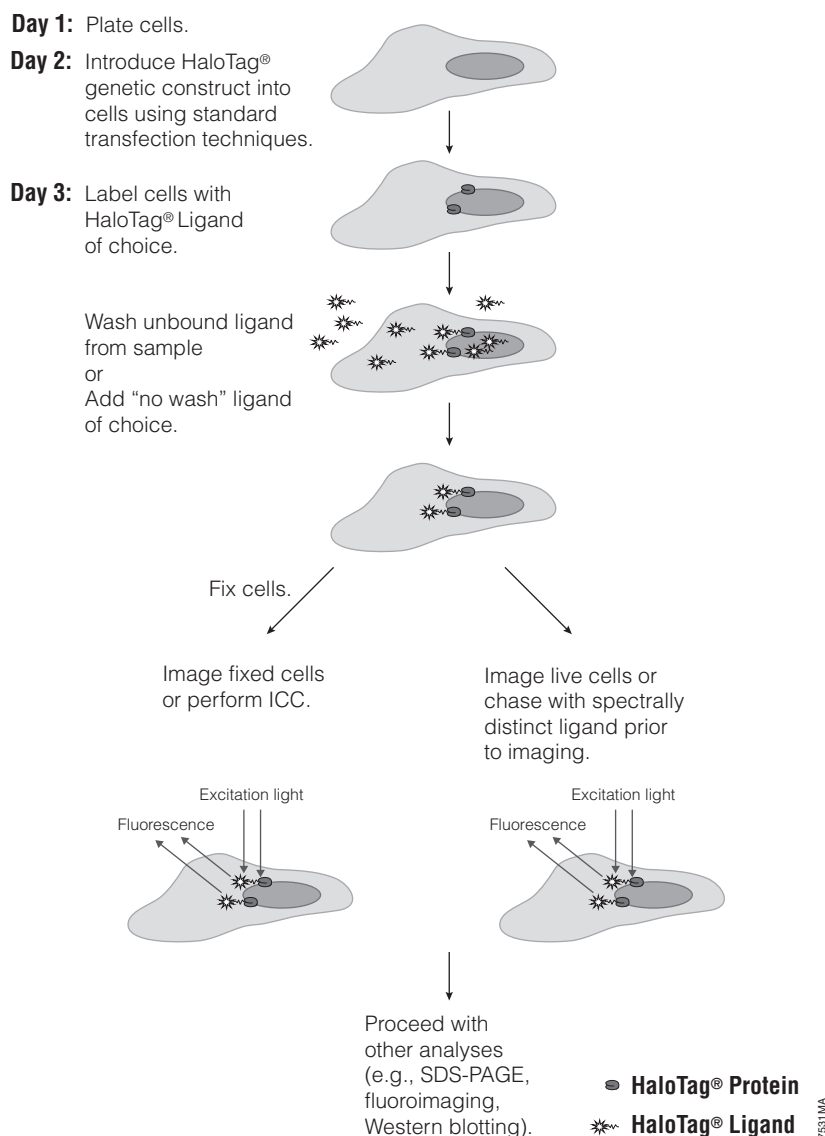 Day 1: Plate cells.
Day 2: Introduce HaloTag®
genetic construct into
cells using standard
transfection techniques.
Day 3: Label cells with
HaloTag® Ligand
of choice.
Wash unbound ligand
from sample
or
Add “no wash” ligand
of choice.
Fix cells.
Image fixed cells
or perform ICC.
Image live cells or
chase with spectrally
distinct ligand prior
to imaging.
Excitation light
Fluorescence
Excitation light
Fluorescence
Proceed with
other analyses
(e.g., SDS-PAGE,
fluoroimaging,
Western blotting).
HaloTag® Protein
HaloTag® Ligand